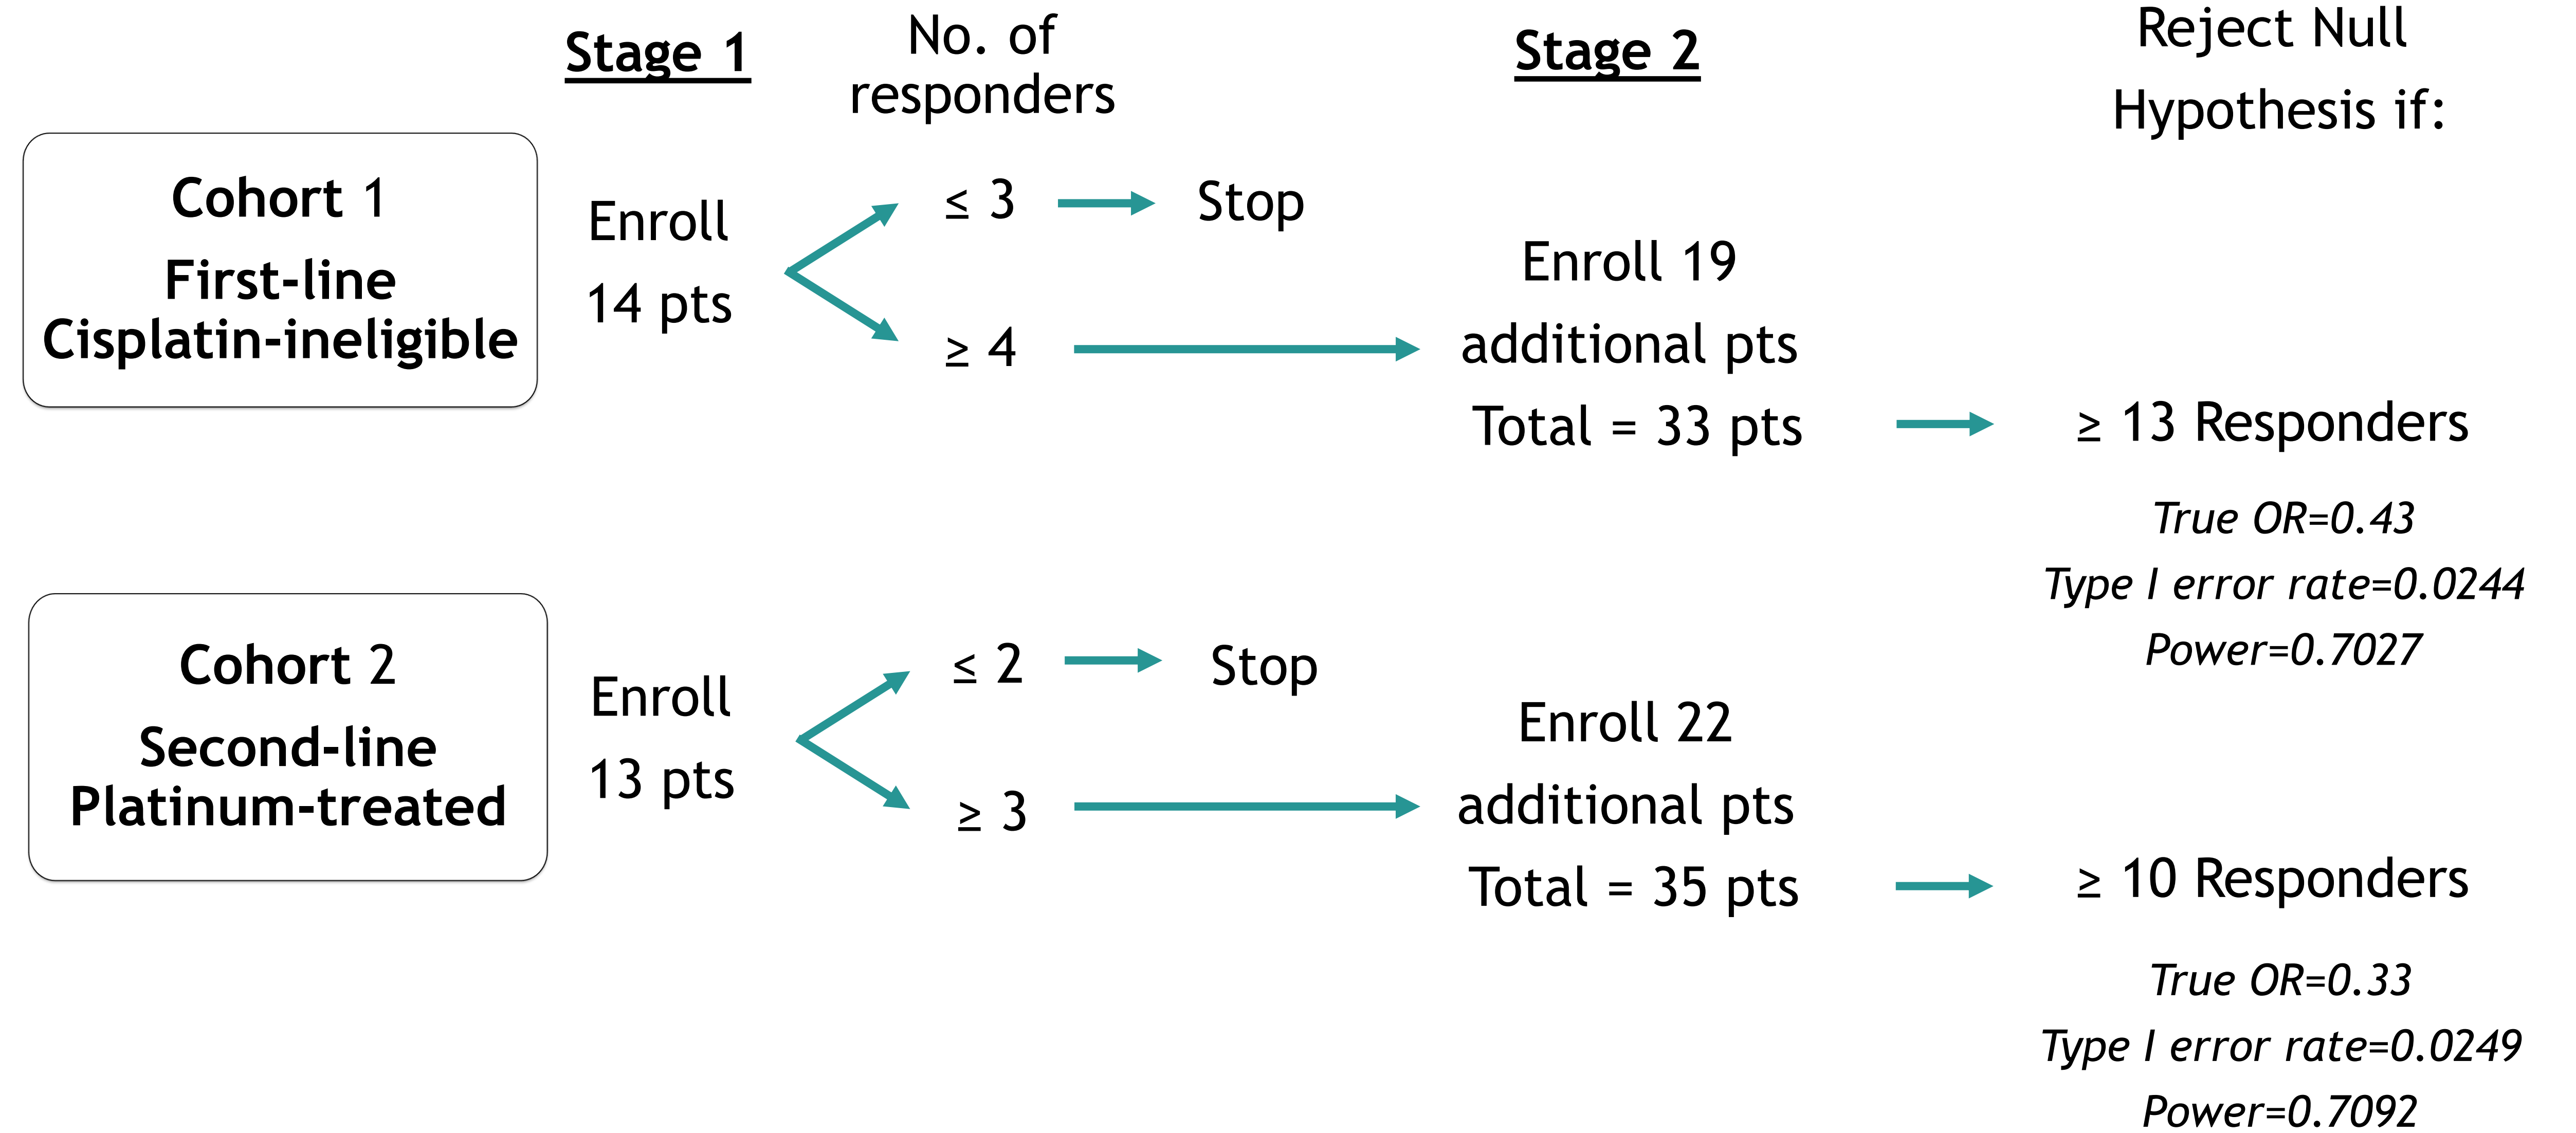 Stage 1
No. of
responders
Stage 2
Reject Null
Hypothesis if:
Cohort 1
First-line
Cisplatin-ineligible
Enroll
14 pts
≤ 3
Stop
≥ 4
Enroll 19
additional pts
Total = 33 pts
≥ 13 Responders
True OR=0.43
Type I error rate=0.0244
Power=0.7027
Cohort 2
Second-line
Platinum-treated
Enroll
13 pts
≤ 2
Stop
≥ 3
Enroll 22
additional pts
Total = 35 pts
≥ 10 Responders
True OR=0.33
Type I error rate=0.0249
Power=0.7092